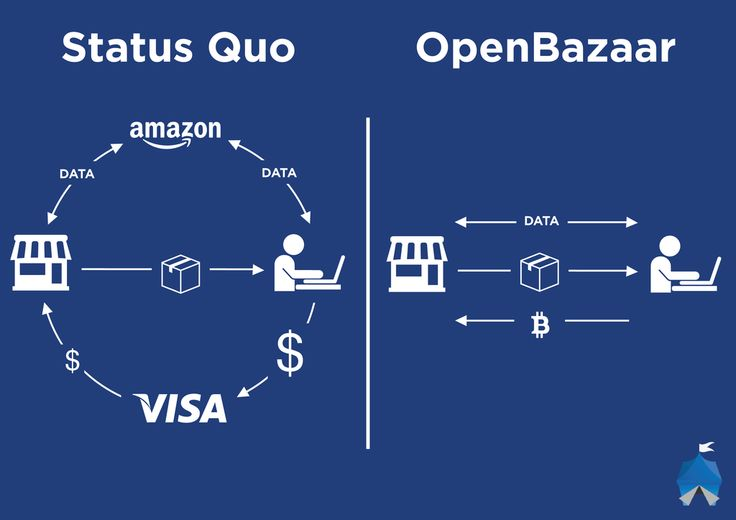 Status Quo
OpenBazaar
amazon
DATA
DATA
DATA
$
$
VISA
₿